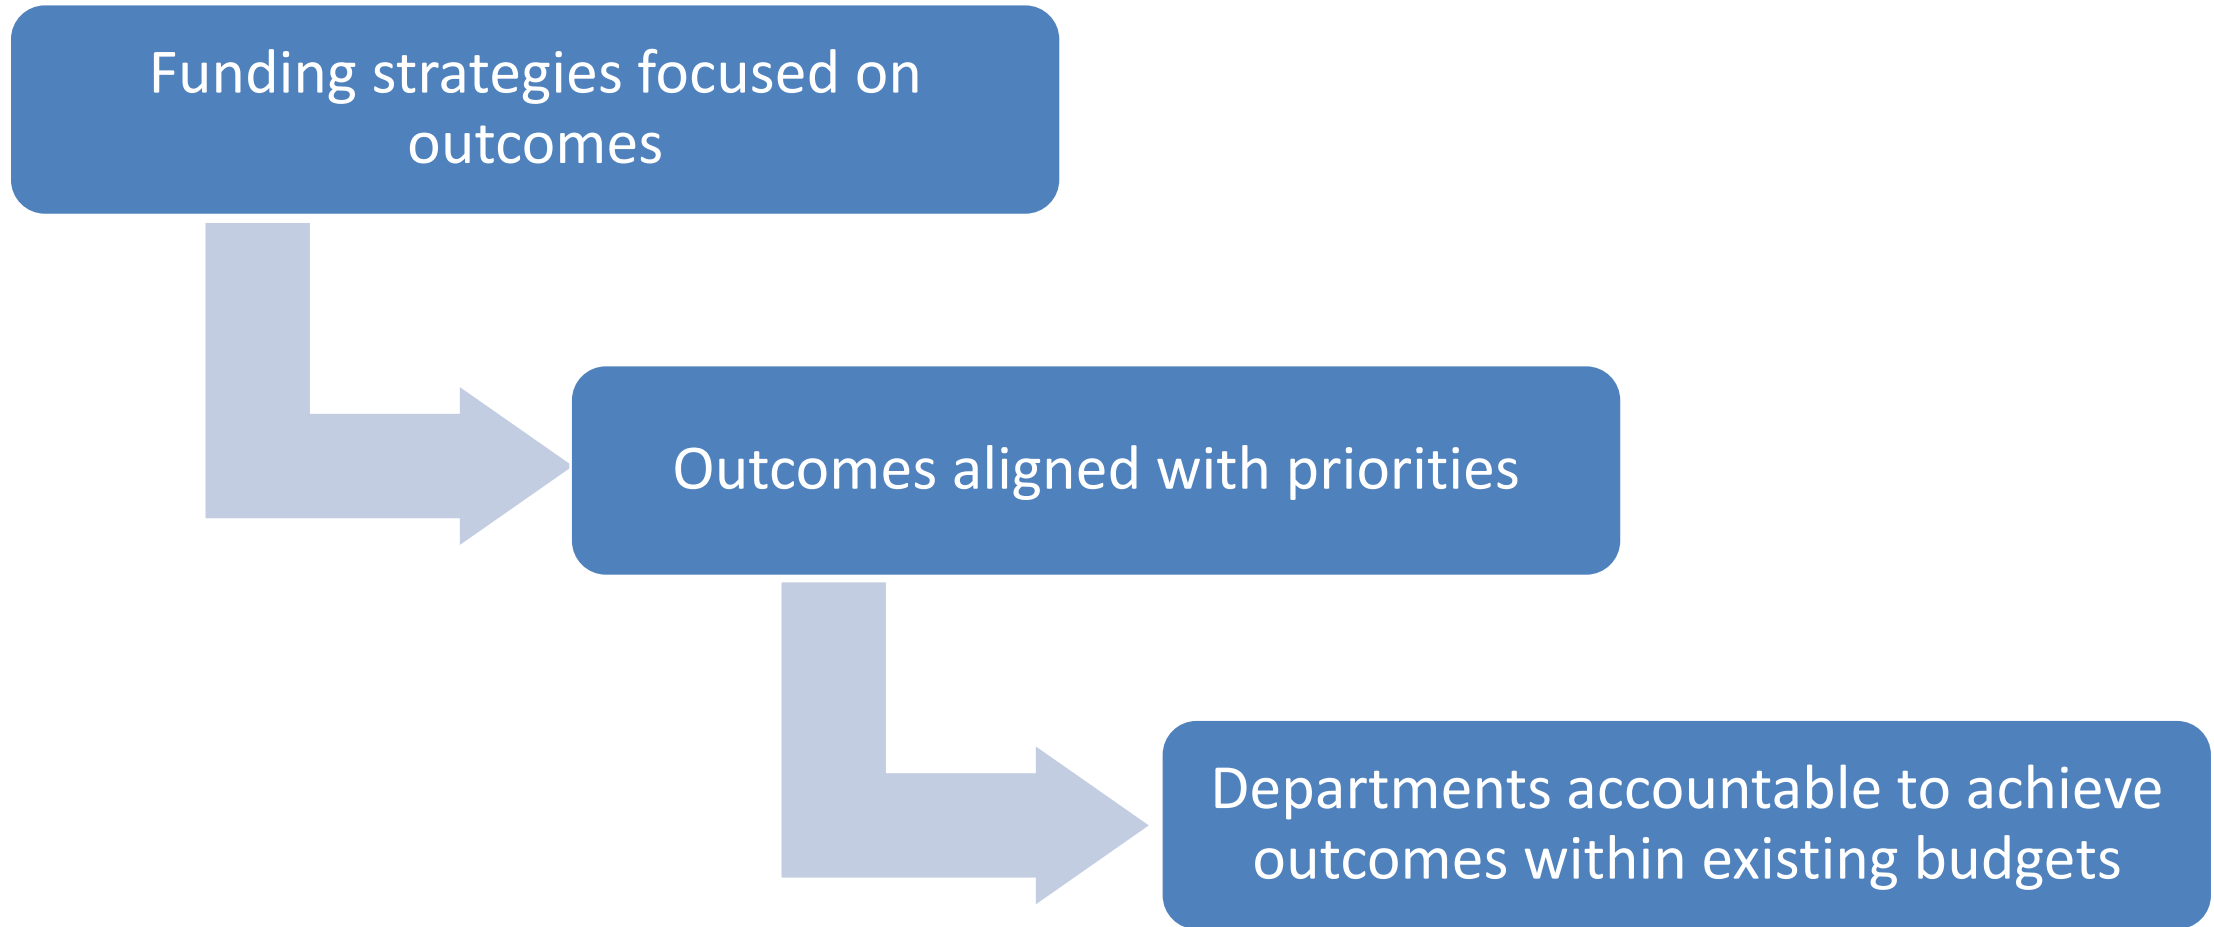 Funding strategies focused on
outcomes
Outcomes aligned with priorities
Departments accountable to achieve
outcomes within existing budgets